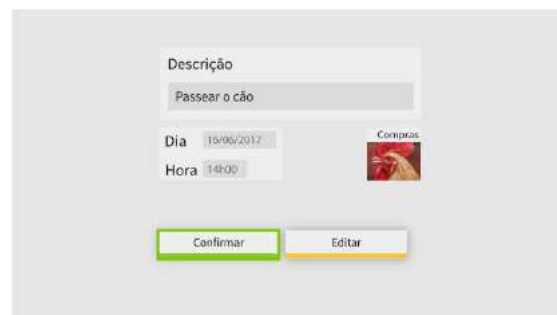 Descrição
Passear o cão
Dia 16/06/2017
Compras
Hora 14h00
Confirmar Editar